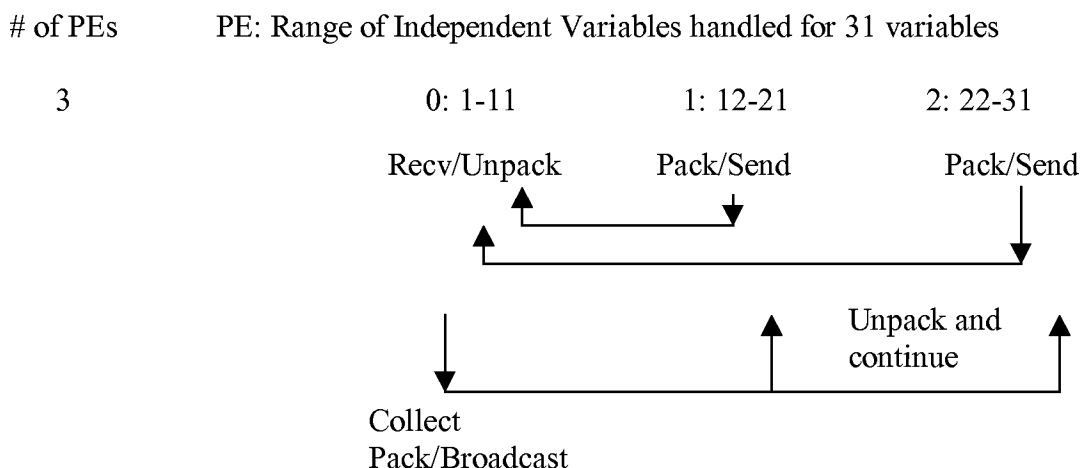 # of PEs PE: Range of Independent Variables handled for 31 variables
3 0: 1-11 1: 12-21 2: 22-31
Recv/Unpack Pack/Send Pack/Send
Unpack and
continue
Collect
Pack/Broadcast